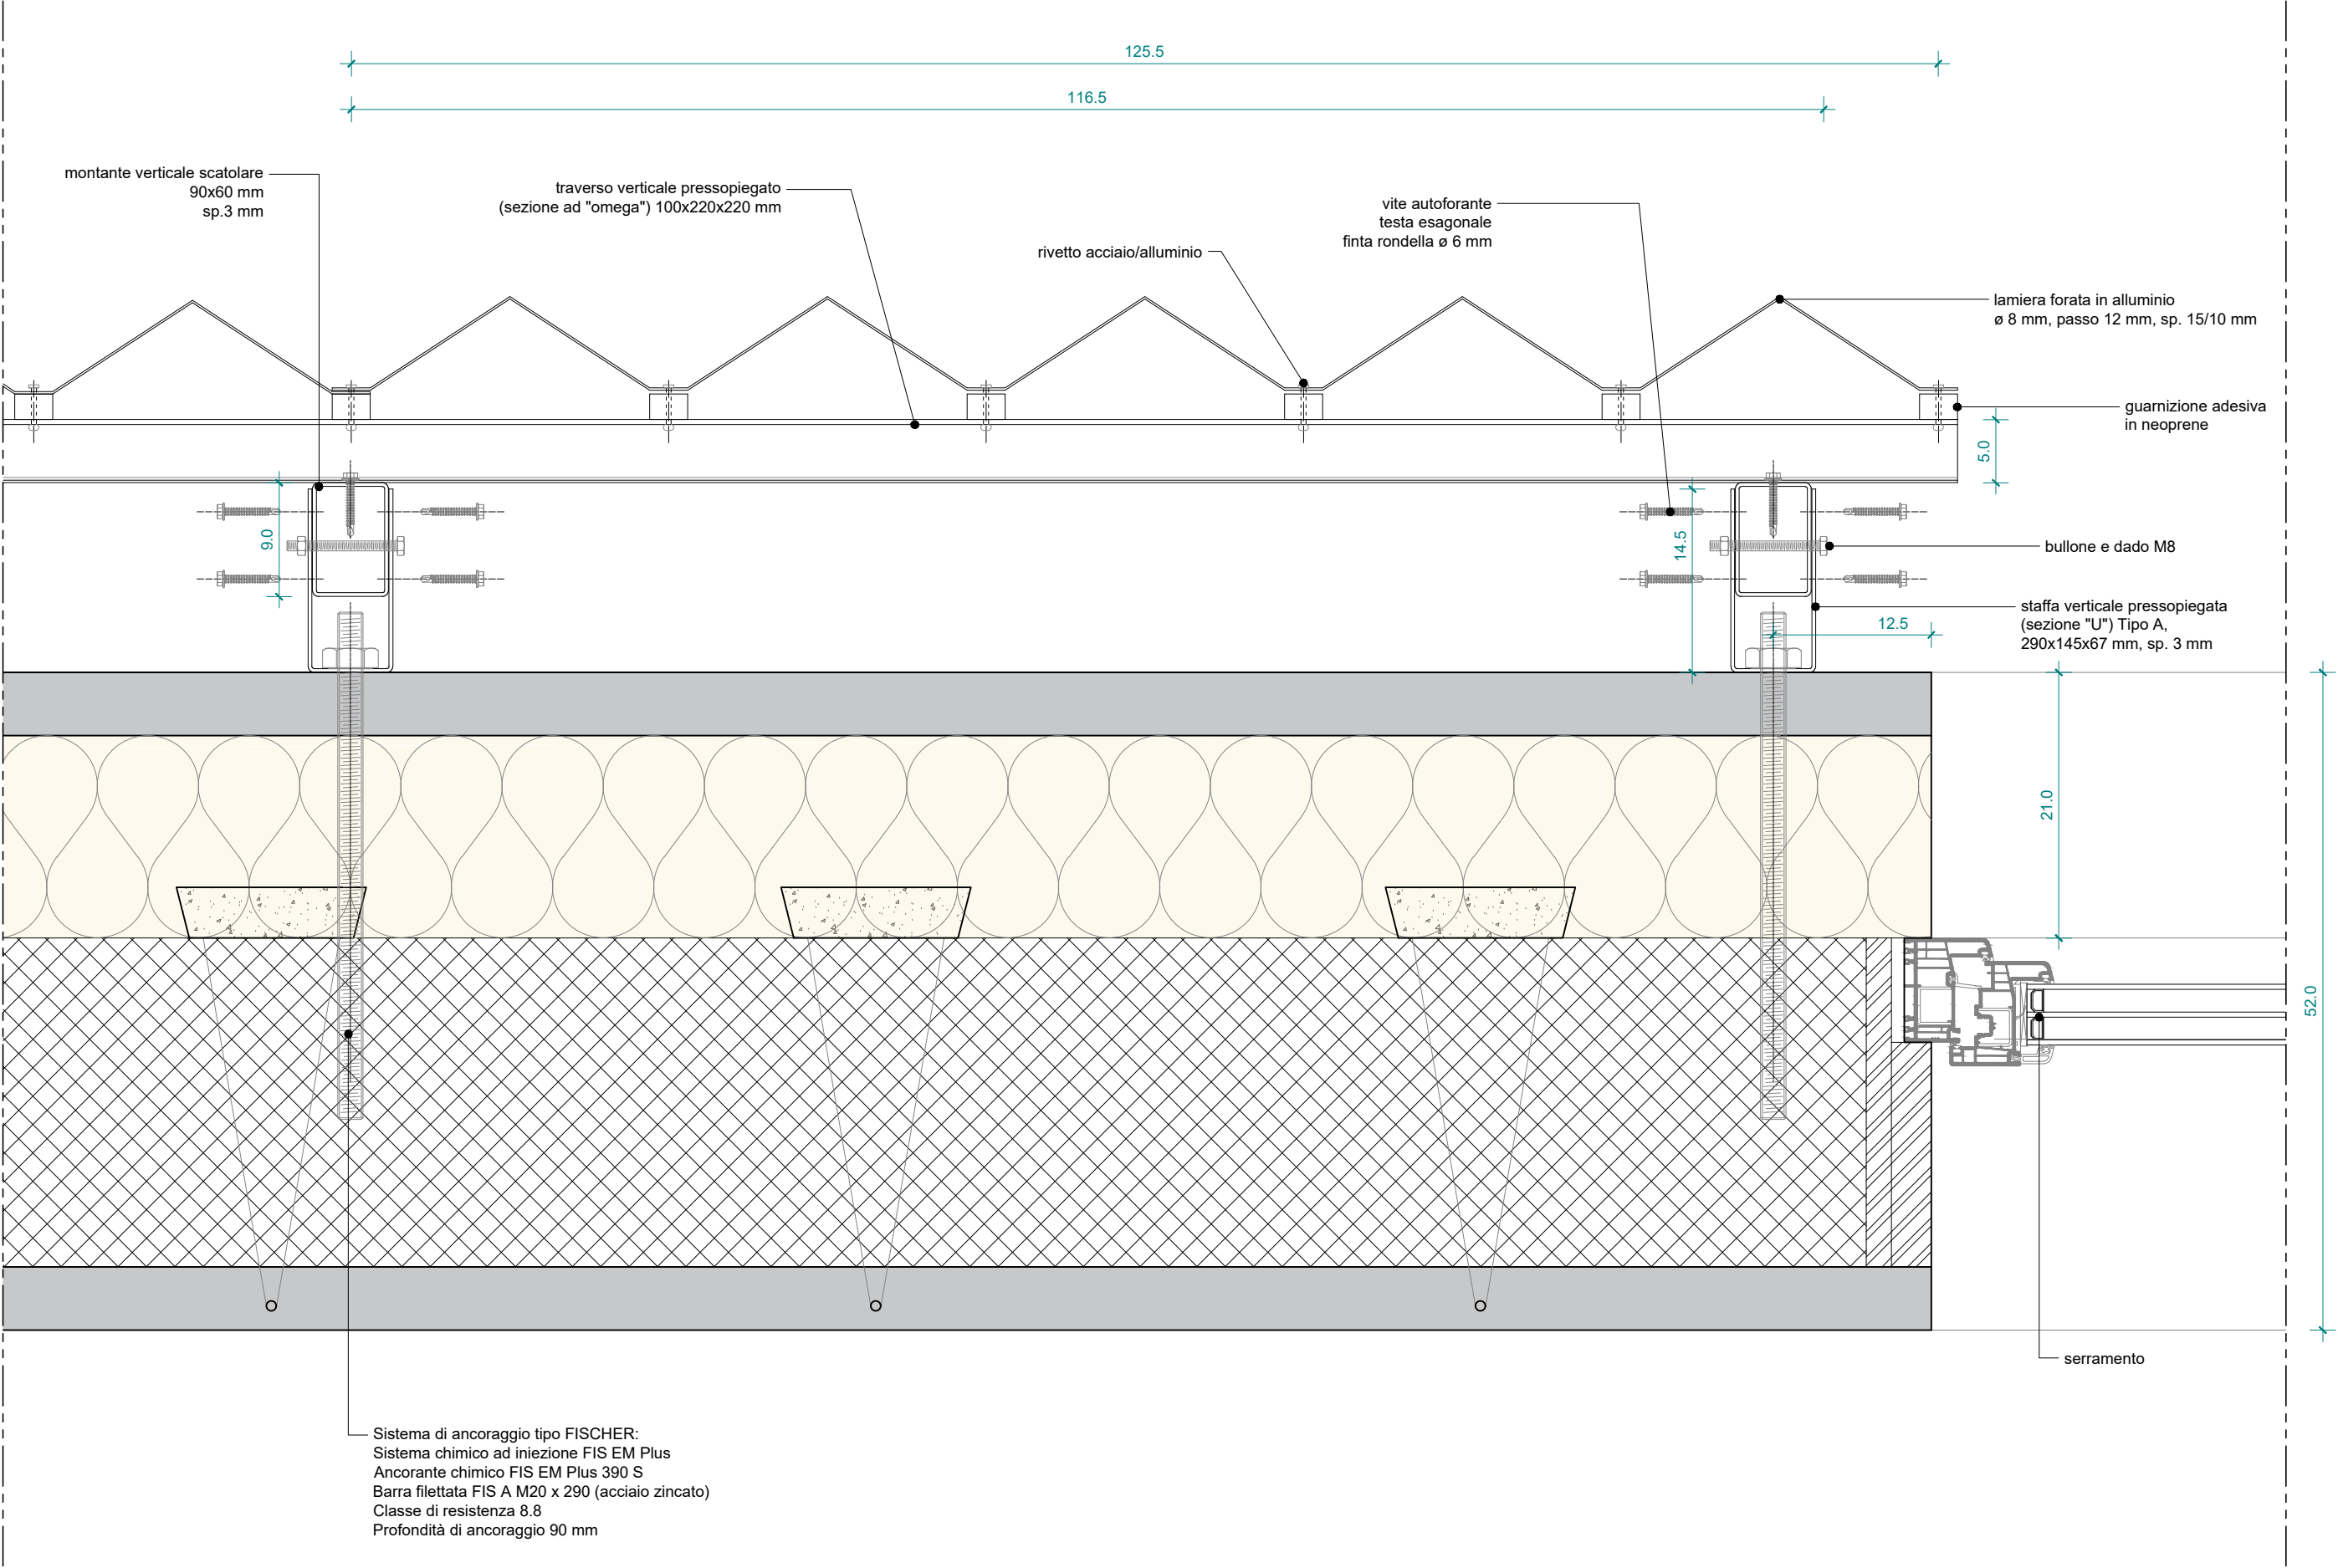 125.5
116.5
montante verticale scatolare
90x60 mm
sp.3 mm
traverso verticale pressopiegato
(sezione ad "omega") 100x220x220 mm
rivetto acciaio/alluminio
vite autoforante
testa esagonale
finta rondella ø 6 mm
lamiera forata in alluminio
ø 8 mm, passo 12 mm, sp. 15/10 mm
guarnizione adesiva
in neoprene
5.0
9.0
14.5
bullone e dado M8
staffa verticale pressopiegata
(sezione "U") Tipo A,
290x145x67 mm, sp. 3 mm
12.5
21.0
52.0
serramento
Sistema di ancoraggio tipo FISCHER:
Sistema chimico ad iniezione FIS EM Plus
Ancorante chimico FIS EM Plus 390 S
Barra filettata FIS A M20 x 290 (acciaio zincato)
Classe di resistenza 8.8
Profondità di ancoraggio 90 mm